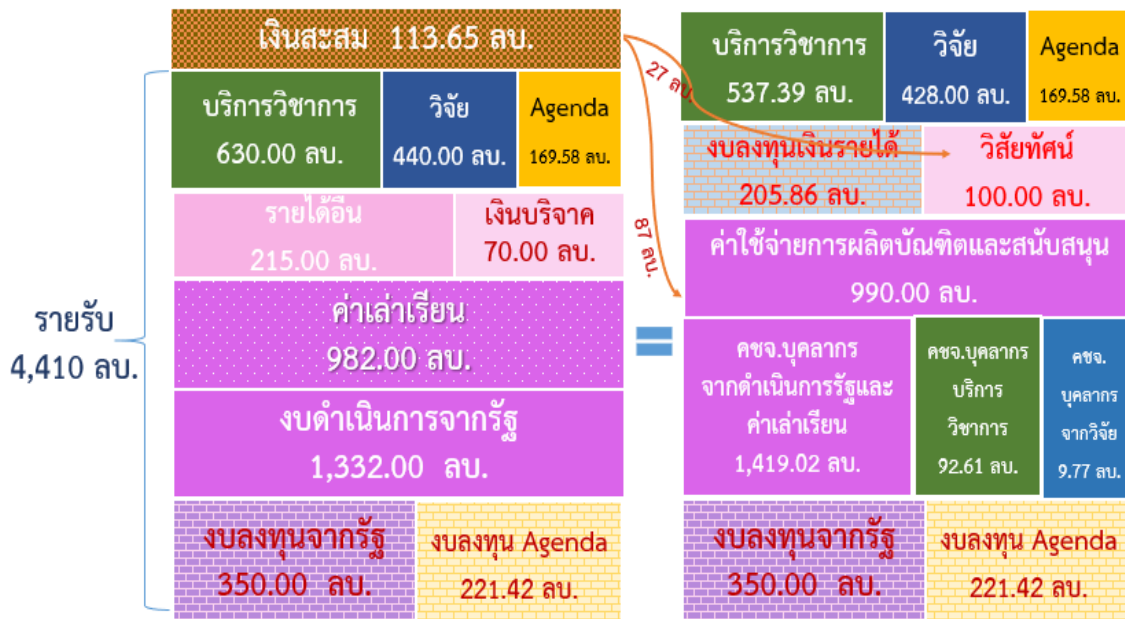 เงินสะสม 113.65 ลบ.
บริการวิชาการ
630.00 ลบ.
วิจัย
440.00 ลบ.
Agenda
169.58 ลบ.
รายได้อื่น
215.00 ลบ.
เงินบริจาค
70.00 ลบ.
รายรับ
4,410 ลบ.
ค่าเล่าเรียน
982.00 ลบ.
งบดำเนินการจากรัฐ
1,332.00 ลบ.
งบลงทุนจากรัฐ
350.00 ลบ.
งบลงทุน Agenda
221.42 ลบ.
27 ลบ.
87 ลบ.
บริการวิชาการ
537.39 ลบ.
วิจัย
428.00 ลบ.
Agenda
169.58 ลบ.
งบลงทุนเงินรายได้
205.86 ลบ.
วิสัยทัศน์
100.00 ลบ.
ค่าใช้จ่ายการผลิตบัณฑิตและสนับสนุน
990.00 ลบ.
คชจ.บุคลากร
จากดำเนินการรัฐและ
ค่าเล่าเรียน
1,419.02 ลบ.
คชจ.บุคลากร
บริการ
วิชาการ
92.61 ลบ.
คชจ.
บุคลากร
จากวิจัย
9.77 ลบ.
งบลงทุนจากรัฐ
350.00 ลบ.
งบลงทุน Agenda
221.42 ลบ.